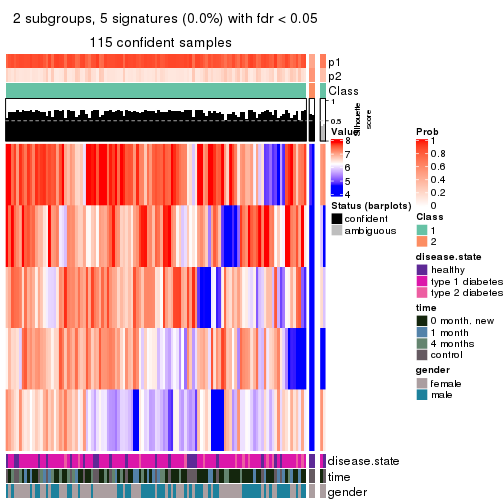 2 subgroups, 5 signatures (0.0%) with fdr < 0.05
115 confident samples
p1
p2
Class
1
0.5
Silhouette
score
Value
8
7
6
5
4
Status (barplots)
confident
ambiguous
Prob
1
0.8
0.6
0.4
0.2
0
Class
1
2
disease.state
healthy
type 1 diabetes
type 2 diabetes
time
0 month. new
1 month
4 months
control
gender
female
male
disease.state
time
gender